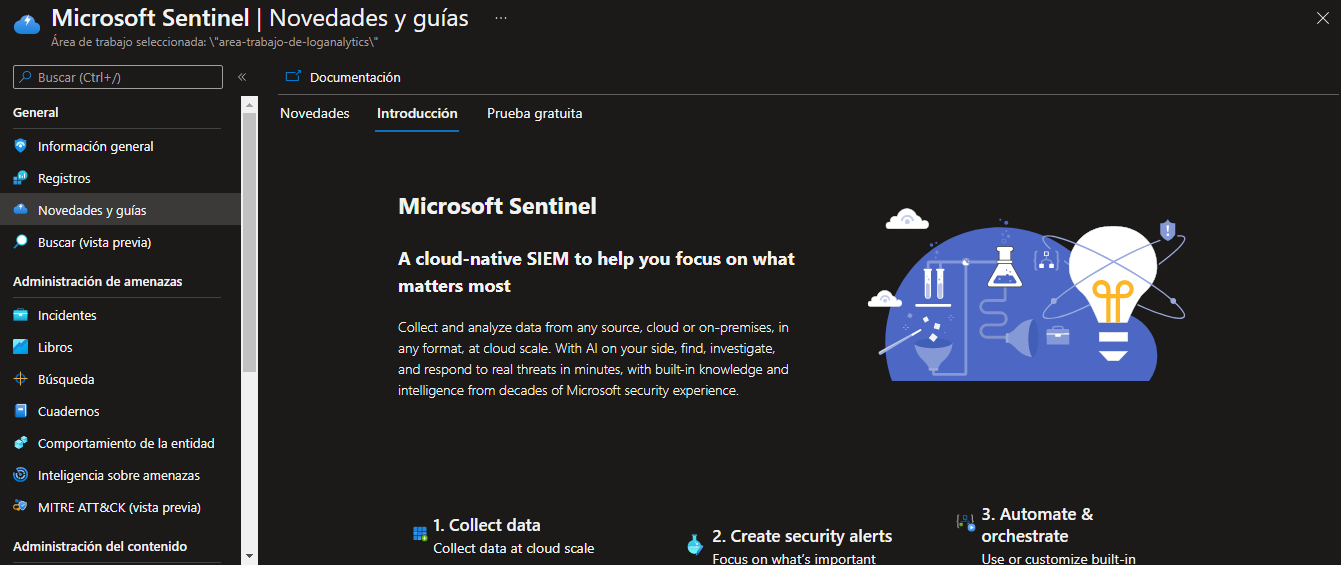 Microsoft Sentinel | Novedades y guías ...
Área de trabajo seleccionada: \"area-trabajo-de-loganalytics\"
Buscar (Ctrl+/)
«
General
Información general
Registros
Novedades y guías
Buscar (vista previa)
Administración de amenazas
Incidentes
Libros
Búsqueda
Cuadernos
Comportamiento de la entidad
Inteligencia sobre amenazas
MITRE ATT&CK (vista previa)
Administración del contenido
Documentación
Novedades Introducción Prueba gratuita
Microsoft Sentinel
A cloud-native SIEM to help you focus on what
matters most
Collect and analyze data from any source, cloud or on-premises, in
any format, at cloud scale. With AI on your side, find, investigate,
and respond to real threats in minutes, with built-in knowledge and
intelligence from decades of Microsoft security experience.
1. Collect data
Collect data at cloud scale
2. Create security alerts
Focus on what's important
3. Automate &
orchestrate
Use or customize built-in